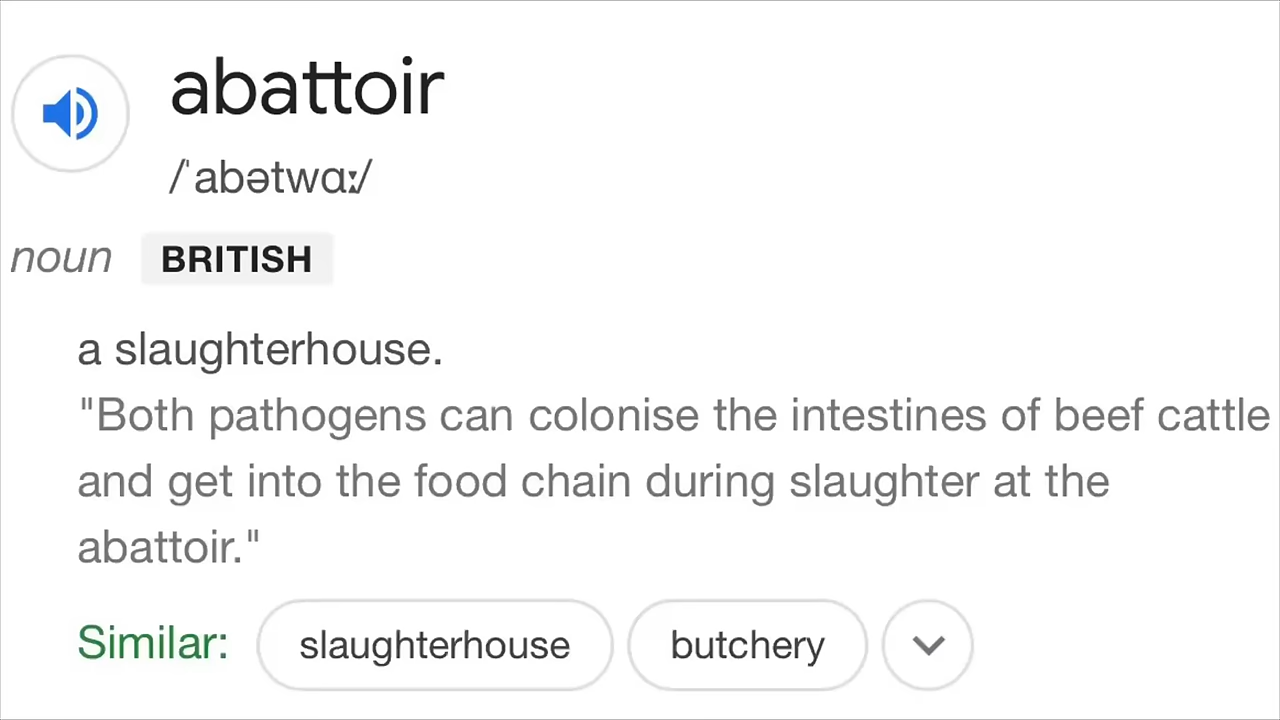 abattoir
/ˈabətwɑː/
noun BRITISH
a slaughterhouse.
"Both pathogens can colonise the intestines of beef cattle
and get into the food chain during slaughter at the
abattoir."
Similar: slaughterhouse butchery